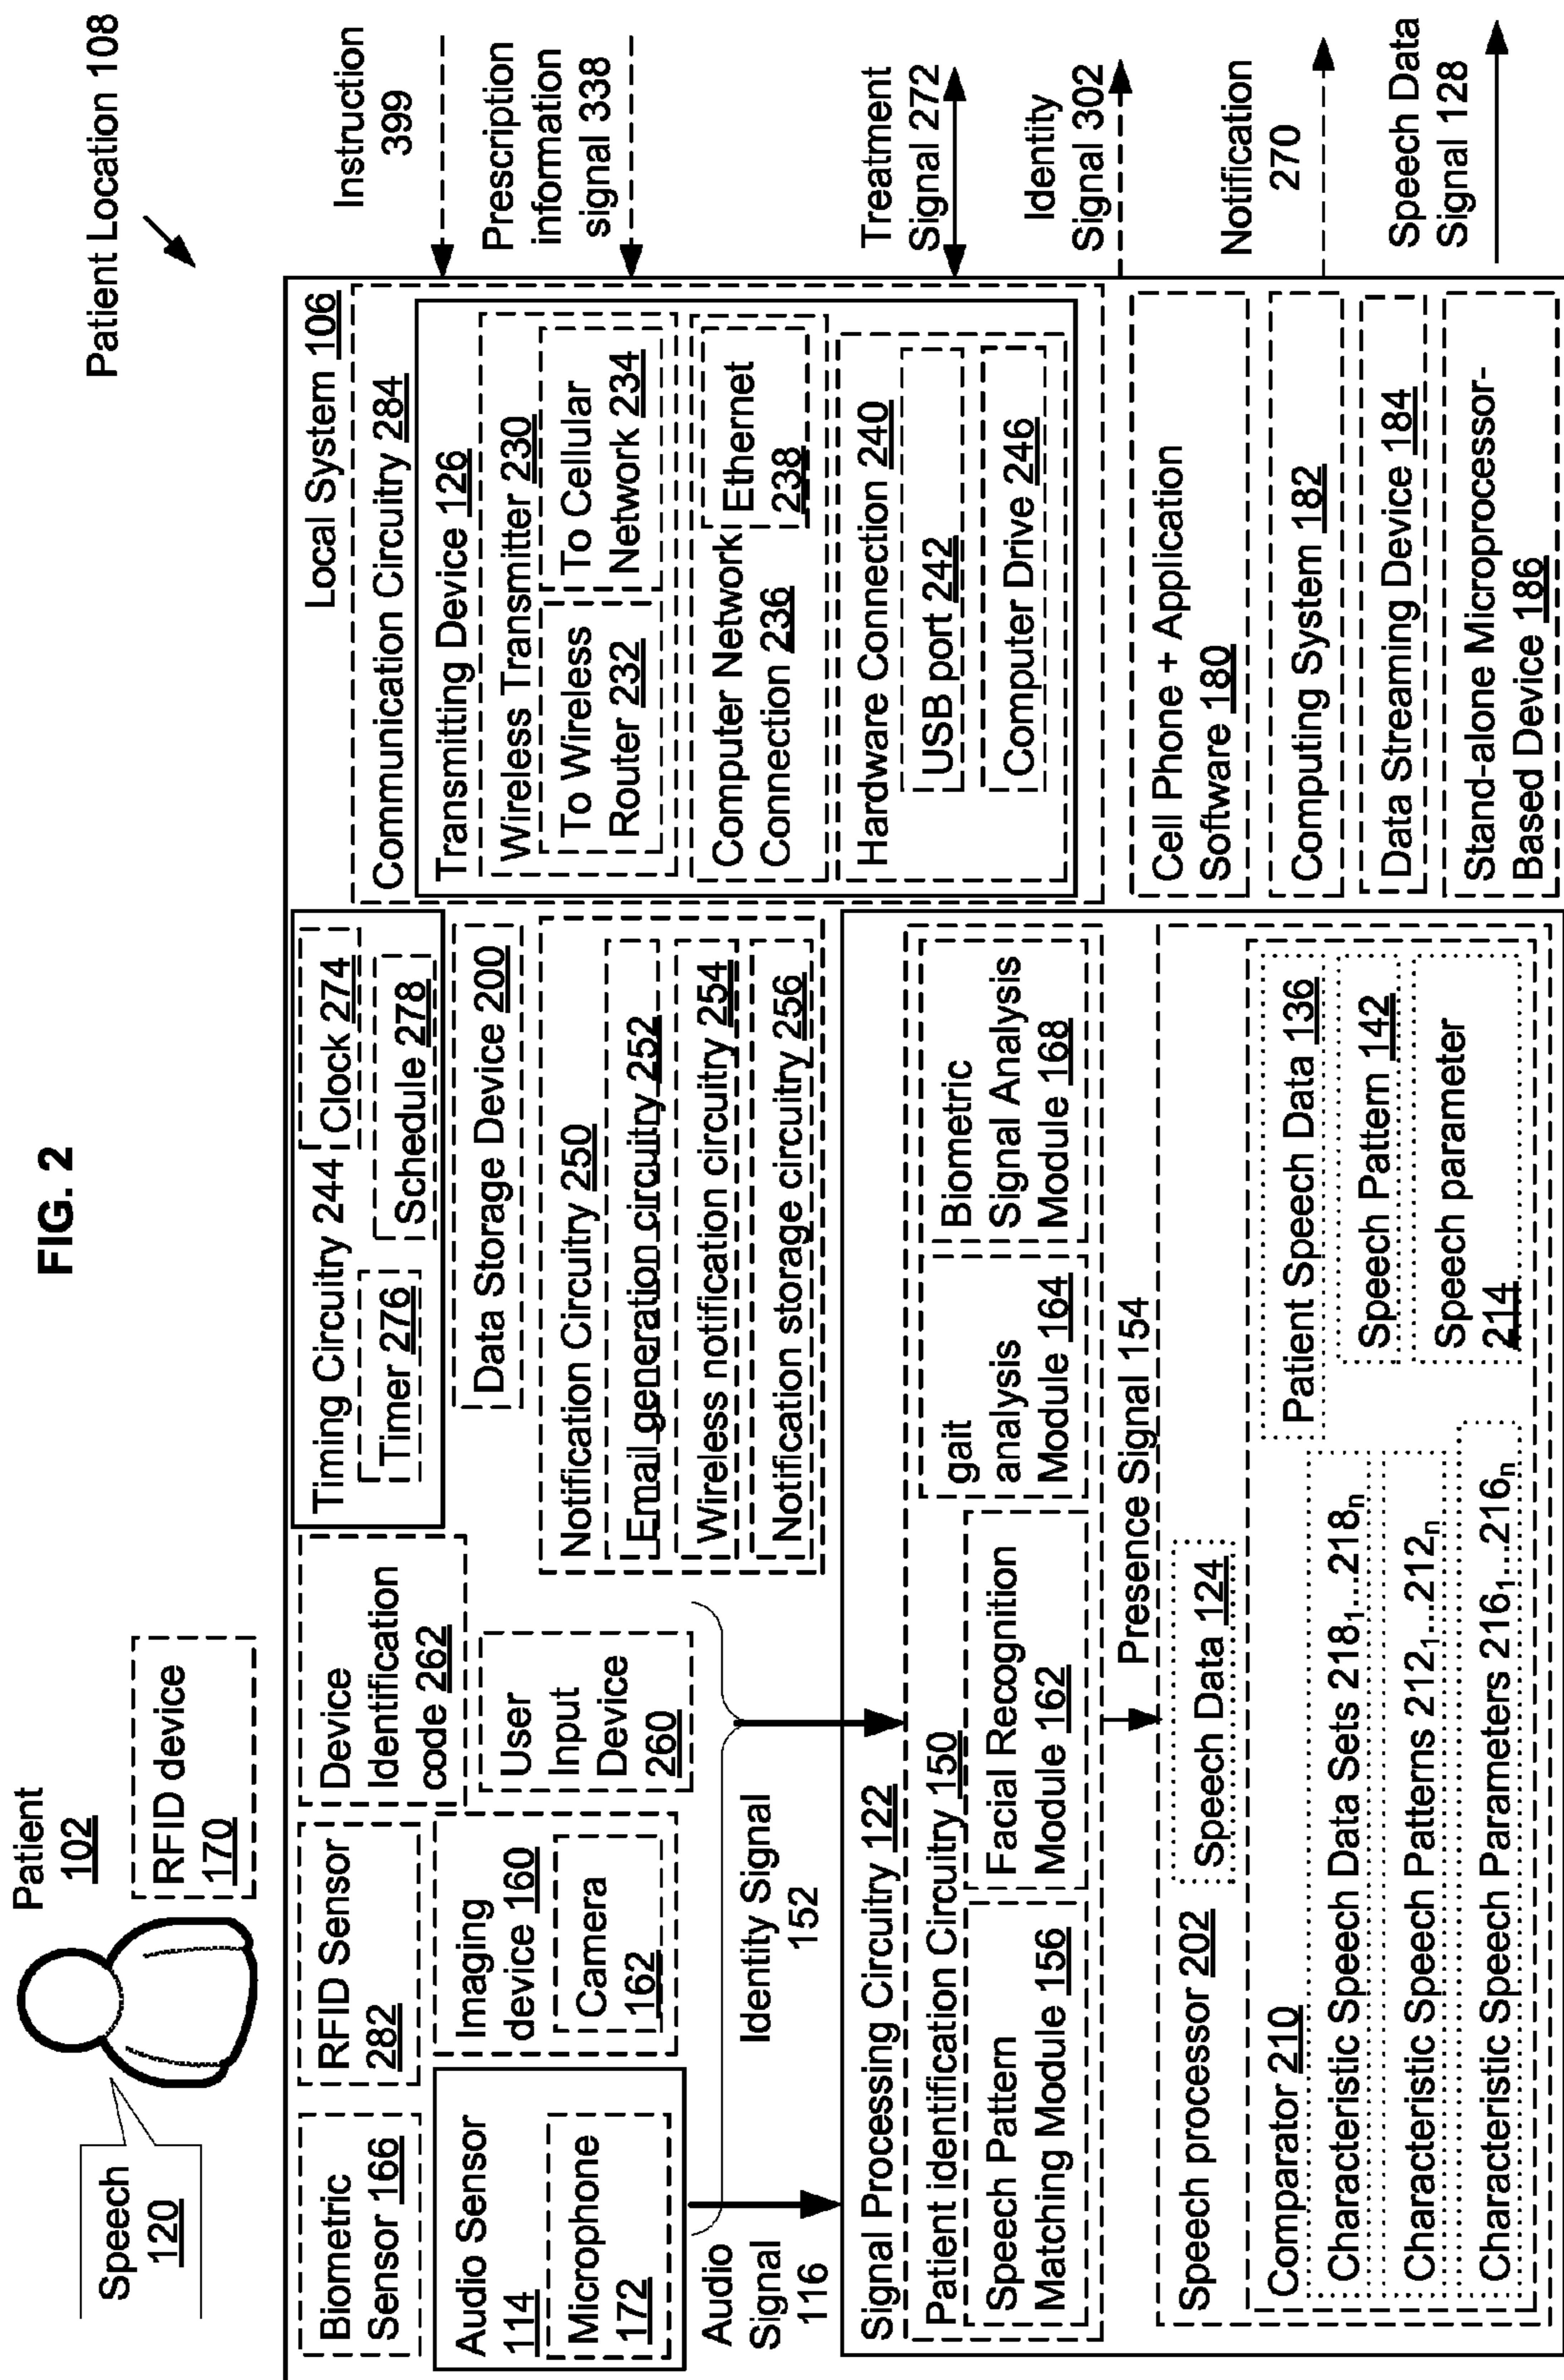 FIG. 2
Patient Location 108
Patient
102
RFID device
170
Speech
120
Local System 106
Biometric
Sensor 166
RFID Sensor
282
Device
Identification
code 262
Timing Circuitry 244
Clock 274
Timer 276
Schedule 278
Audio Sensor
114
Microphone
172
Imaging
device 160
Camera
162
User
Input
Device
260
Data Storage Device 200
Notification Circuitry 250
Email generation circuitry 252
Wireless notification circuitry 254
Notification storage circuitry 256
Audio
Signal
116
Identity Signal
152
Communication Circuitry 284
Transmitting Device 126
Wireless Transmitter 230
To Wireless
Router 232
To Cellular
Network 234
Computer Network
Connection 236
Ethernet
238
Hardware Connection 240
USB port 242
Computer Drive 246
Instruction
399
Prescription
information
signal 338
Treatment
Signal 272
Identity
Signal 302
Notification
270
Speech Data
Signal 128
Signal Processing Circuitry 122
Patient identification Circuitry 150
Speech Pattern
Matching Module 156
Facial Recognition
Module 162
gait
analysis
Module 164
Biometric
Signal Analysis
Module 168
Presence Signal 154
Speech processor 202
Speech Data 124
Comparator 210
Characteristic Speech Data Sets 218₁...218ₙ
Characteristic Speech Patterns 212₁...212ₙ
Characteristic Speech Parameters 216₁..216ₙ
Patient Speech Data 136
Speech Pattern 142
Speech parameter
214
Cell Phone + Application
Software 180
Computing System 182
Data Streaming Device 184
Stand-alone Microprocessor-
Based Device 186